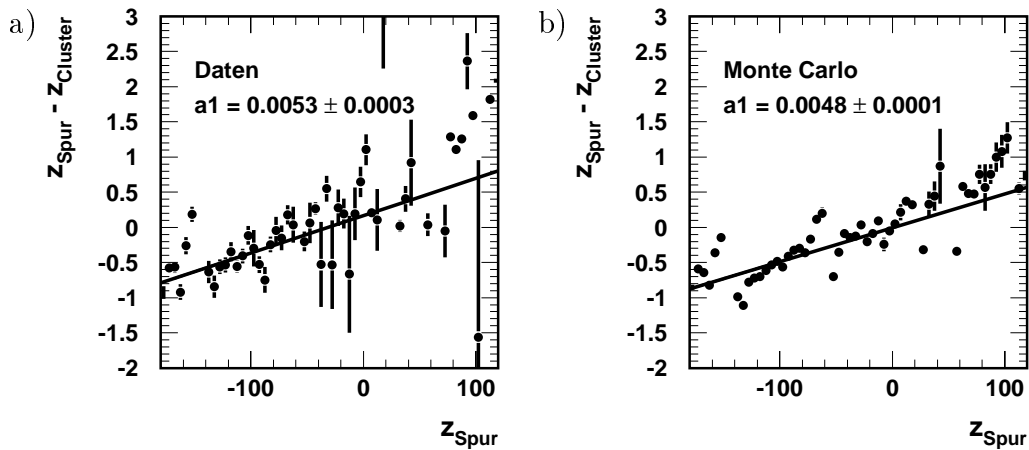 a)
z_Spur - z_Cluster
3
2.5
2
1.5
1
0.5
0
-0.5
-1
-1.5
-2
Daten
a1 = 0.0053 ± 0.0003
-100 0 100
z_Spur
b)
z_Spur - z_Cluster
3
2.5
2
1.5
1
0.5
0
-0.5
-1
-1.5
-2
Monte Carlo
a1 = 0.0048 ± 0.0001
-100 0 100
z_Spur